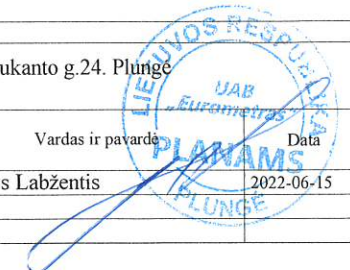 ukanto g.24. Plungė
LIETUVOS RESPUBLIKA
UAB
„Eurometras"
Vardas ir pavardė
Data
PLANAMS
s Labžentis
2022-06-15
PLUNGĖ